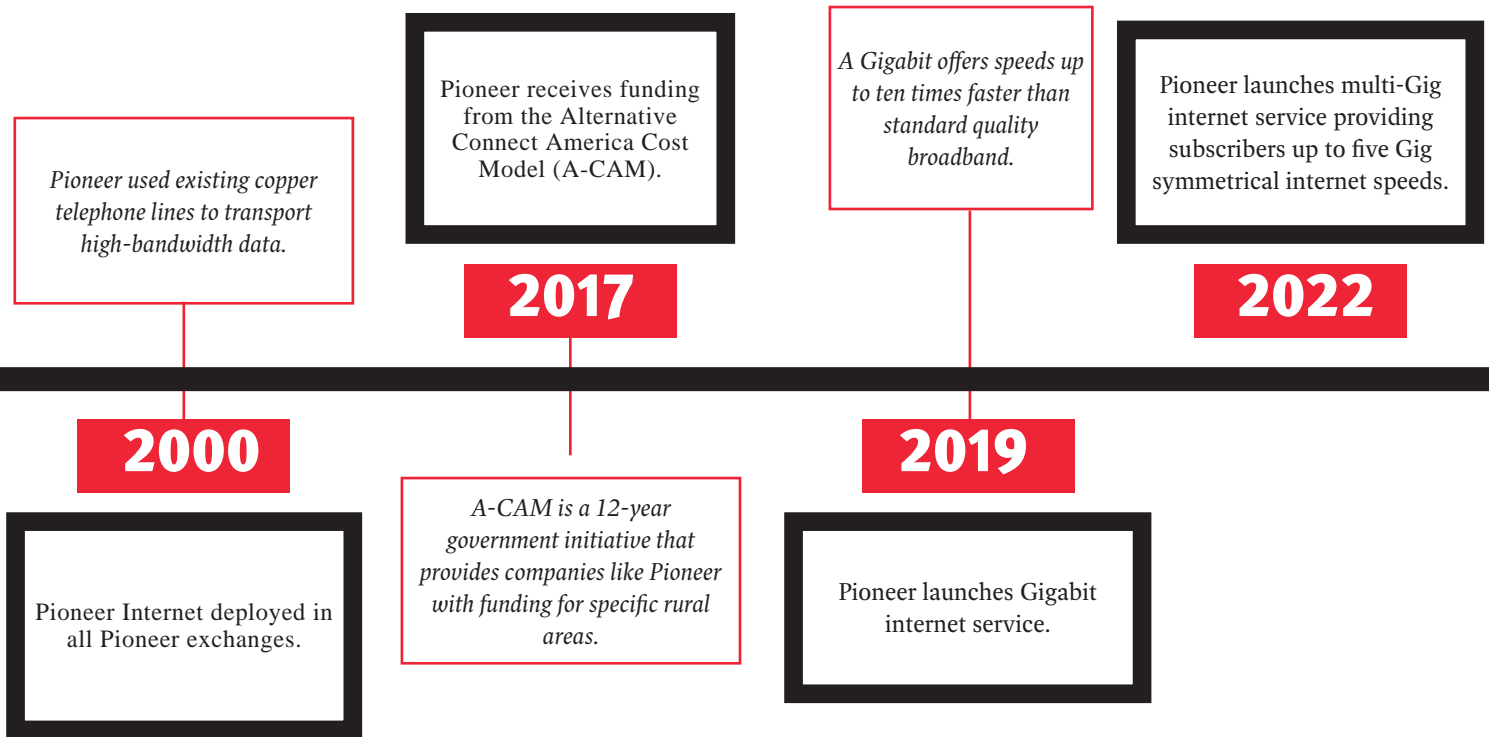 Pioneer used existing copper
telephone lines to transport
high-bandwidth data.
2000
Pioneer Internet deployed in
all Pioneer exchanges.
Pioneer receives funding
from the Alternative
Connect America Cost
Model (A-CAM).
2017
A-CAM is a 12-year
government initiative that
provides companies like Pioneer
with funding for specific rural
areas.
A Gigabit offers speeds up
to ten times faster than
standard quality
broadband.
2019
Pioneer launches Gigabit
internet service.
Pioneer launches multi-Gig
internet service providing
subscribers up to five Gig
symmetrical internet speeds.
2022